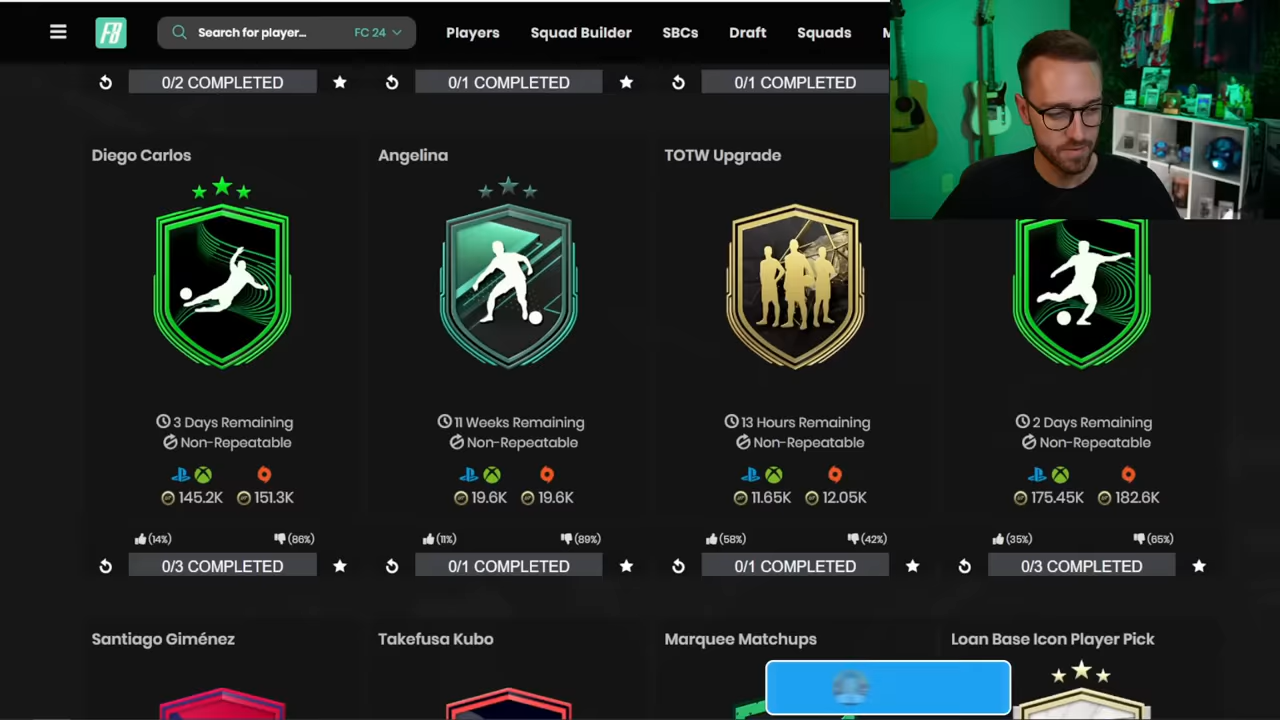 FB Search for player... FC 24 Players Squad Builder SBCs Draft Squads M
0/2 COMPLETED 0/1 COMPLETED 0/1 COMPLETED
Diego Carlos Angelina TOTW Upgrade
3 Days Remaining 11 Weeks Remaining 13 Hours Remaining 2 Days Remaining
Non-Repeatable Non-Repeatable Non-Repeatable Non-Repeatable
145.2K 151.3K 19.6K 19.6K 11.65K 12.05K 175.45K 182.6K
(14%) (86%) (11%) (89%) (58%) (42%) (35%) (65%)
0/3 COMPLETED 0/1 COMPLETED 0/1 COMPLETED 0/3 COMPLETED
Santiago Giménez Takefusa Kubo Marquee Matchups Loan Base Icon Player Pick